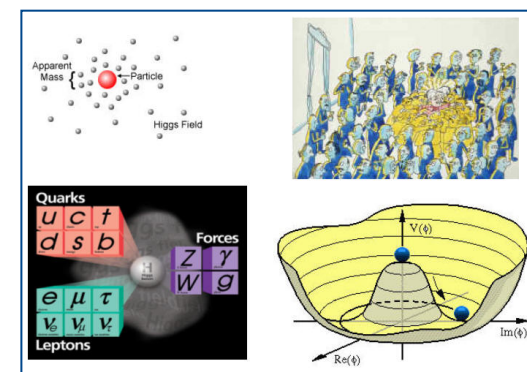 Apparent
Mass
Particle
Higgs Field
Quarks
u c t
d s b
Forces
Z γ
W g
H
e μ τ
νe νμ ντ
Leptons
V(ϕ)
Re(ϕ)
Im(ϕ)